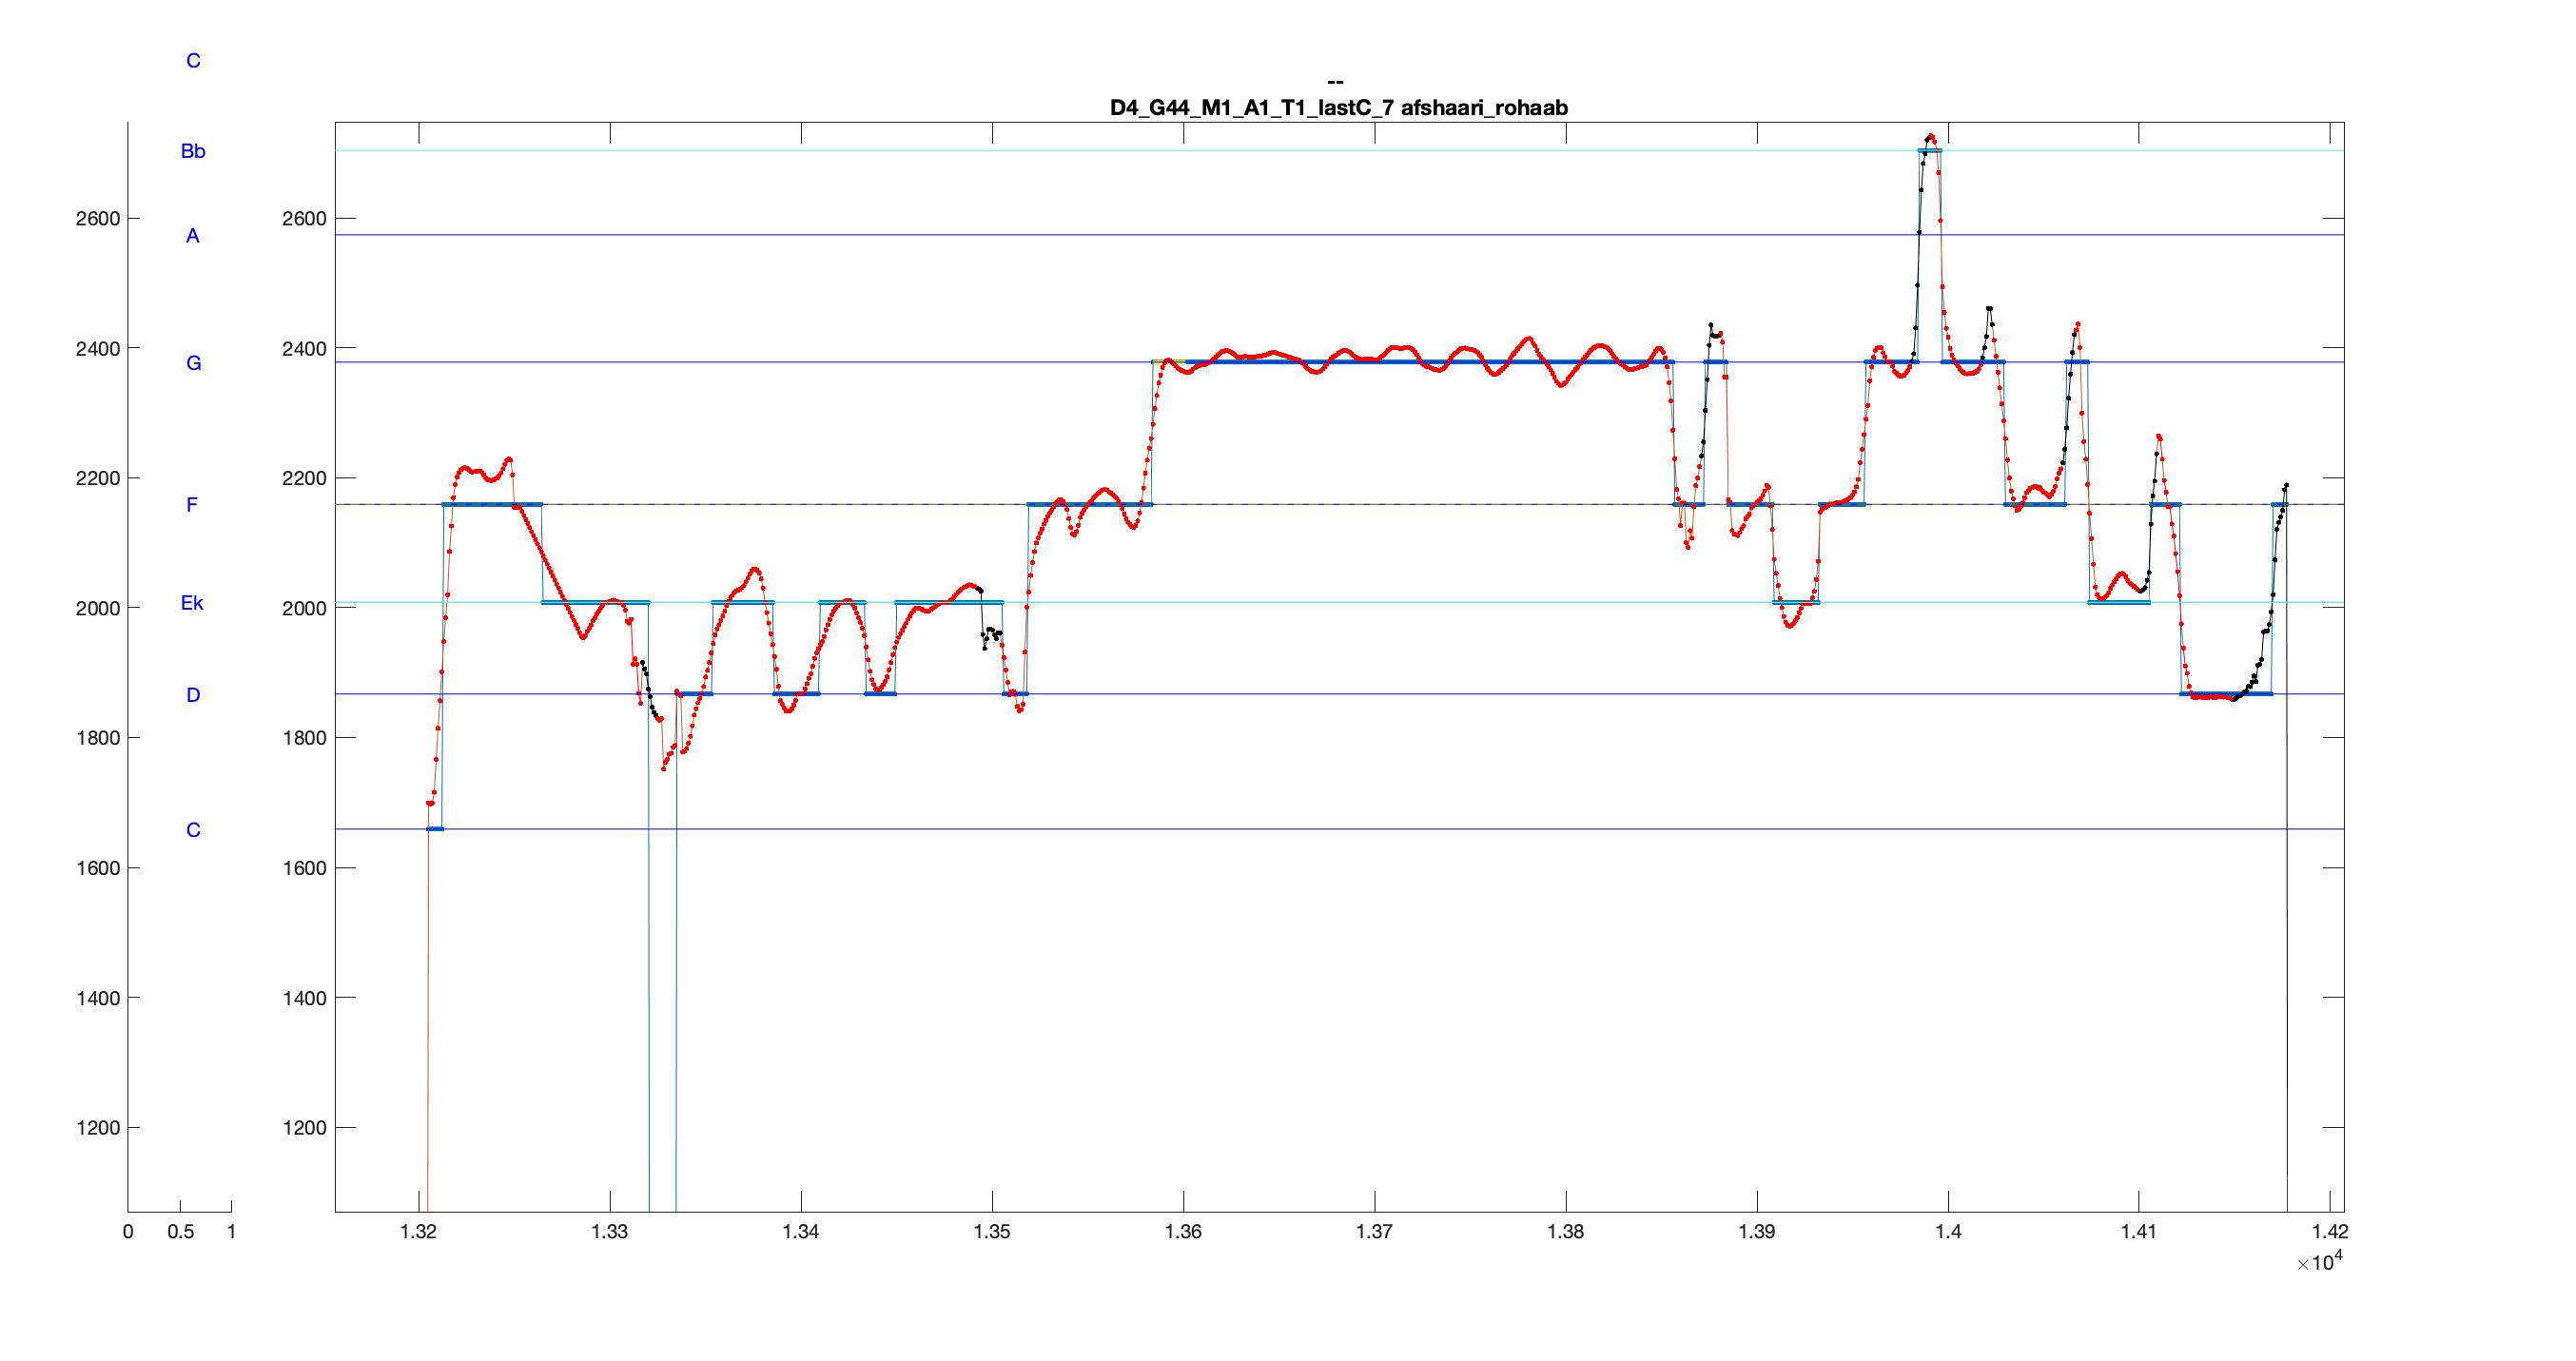 C
--
D4_G44_M1_A1_T1_lastC_7 afshaari_rohaab
Bb
2600 A 2600
2400 G 2400
2200 F 2200
2000 Ek 2000
D
1800 1800
C
1600 1600
1400 1400
1200 1200
0 0.5 1 1.32 1.33 1.34 1.35 1.36 1.37 1.38 1.39 1.4 1.41 1.42
×10⁴